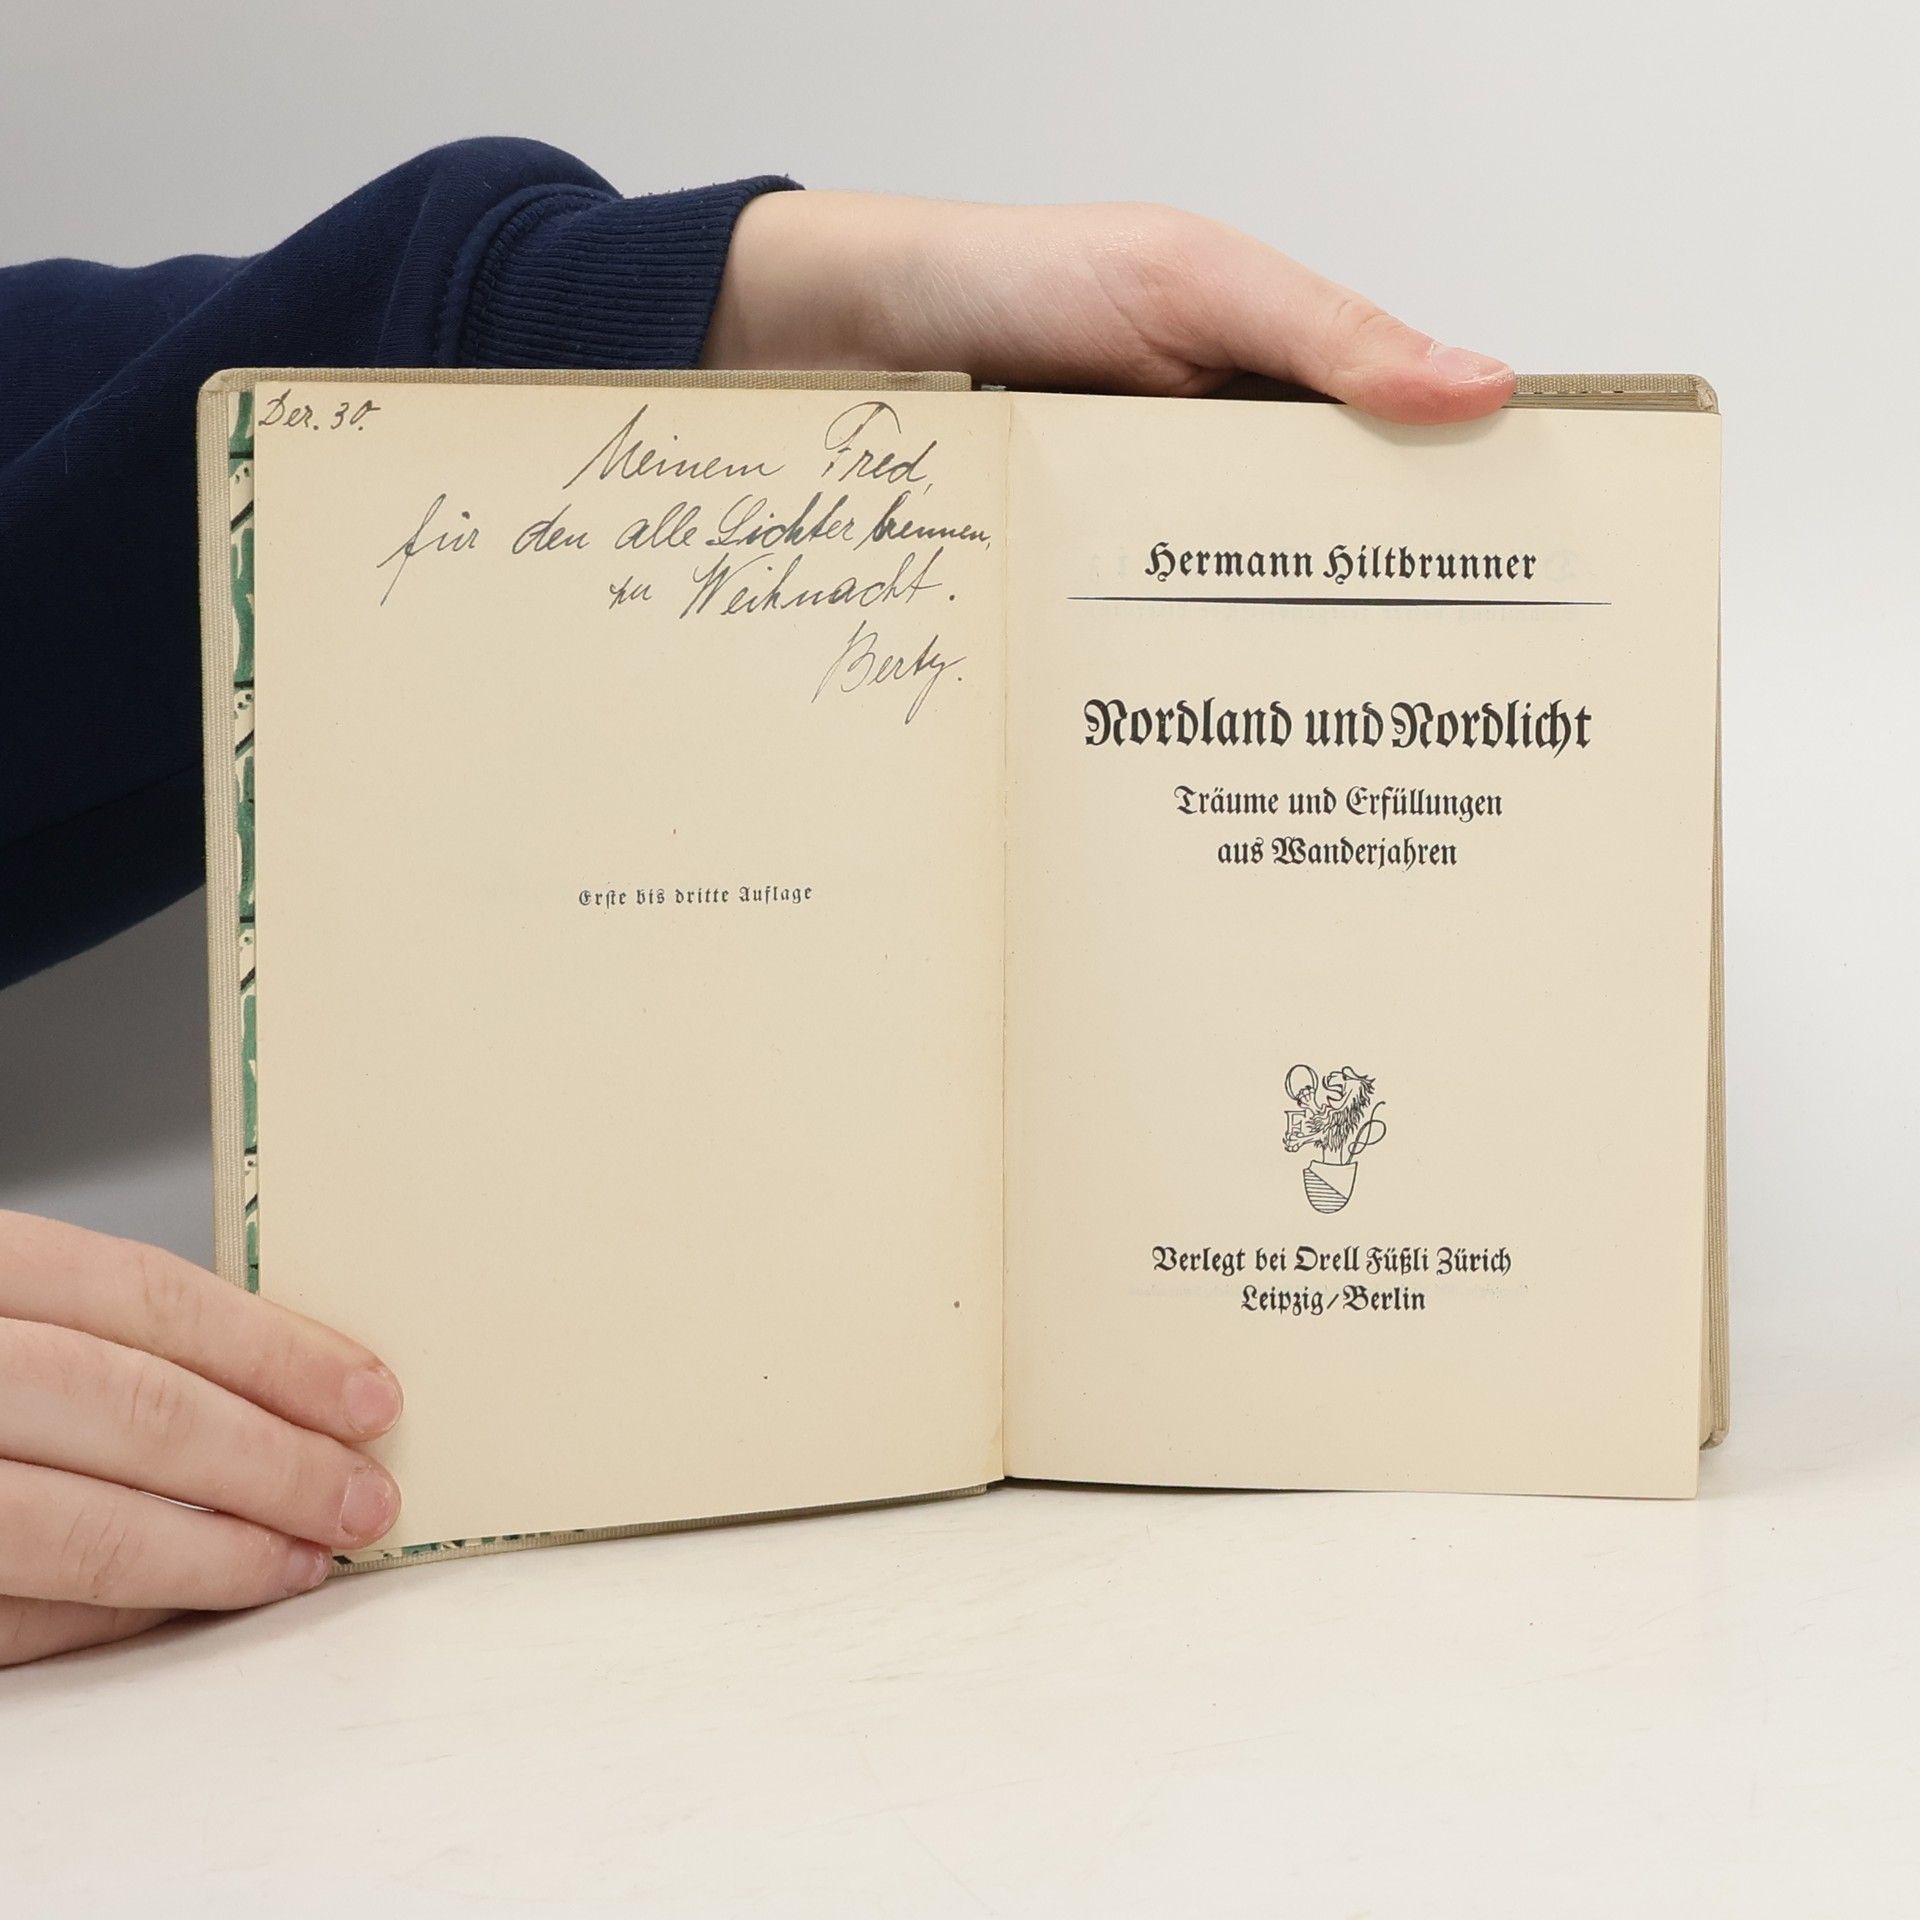 Dez. 30.
Meinem Fred,
für den alle Lichter brennen,
zu Weihnacht.
Berty.
Erste bis dritte Auflage
Hermann Hiltbrunner
Nordland und Nordlicht
Träume und Erfüllungen
aus Wanderjahren
Verlegt bei Orell Füßli Zürich
Leipzig/Berlin